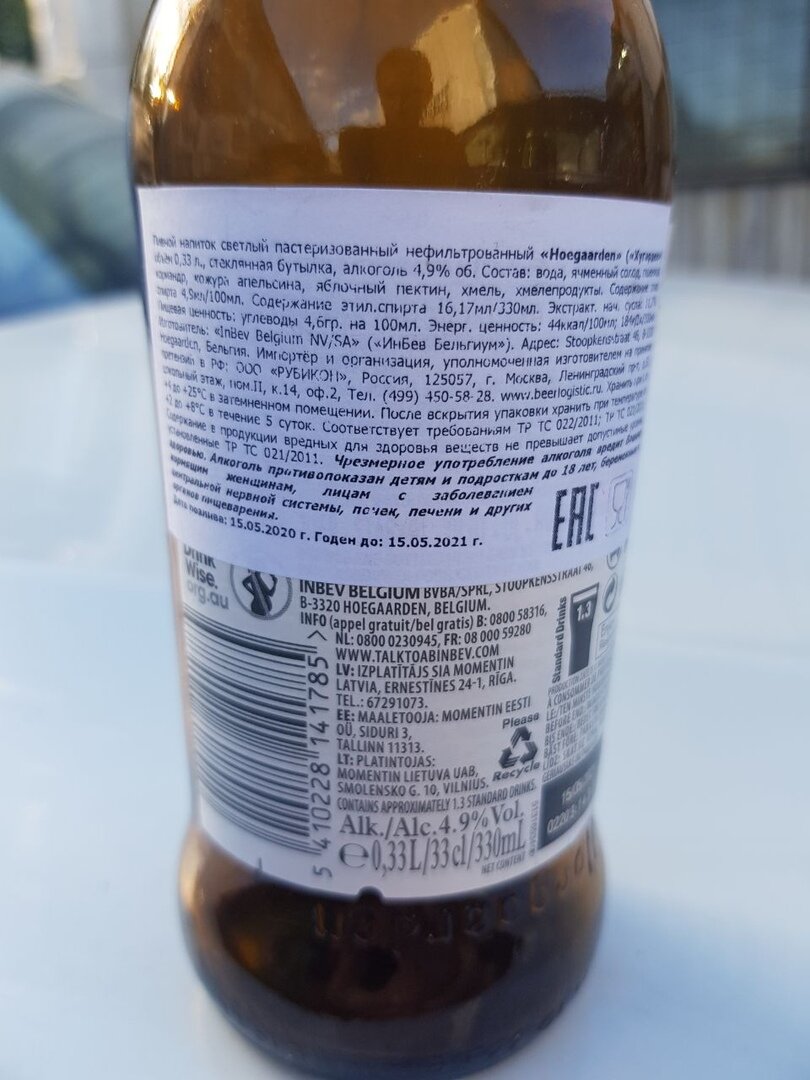 Пивной напиток светлый пастеризованный нефильтрованный «Hoegaarden»
объём 0,33 л., стеклянная бутылка, алкоголь 4,9% об. Состав: вода, ячменный солод,
кориандр, кожура апельсина, яблочный пектин, хмель, хмелепродукты. Содержание
спирта 4,9мл/100мл. Содержание этил.спирта 16,17мл/330мл. Экстракт. нач. сусла:
Пищевая ценность: углеводы 4,6гр. на 100мл. Энерг. ценность: 44ккал/100мл;
Изготовитель: «InBev Belgium NV/SA» («ИнБев Бельгиум»). Адрес: Stoopkensstraat 46,
Hoegaarden, Бельгия. Импортёр и организация, уполномоченная изготовителем на
претензий в РФ: ООО «РУБИКОН», Россия, 125057, г. Москва, Ленинградский
цокольный этаж, пом.II, к.14, оф.2, Тел. (499) 450-58-28. www.beerlogistic.ru. Хранить при
+4 до +25°С в затемненном помещении. После вскрытия упаковки хранить при температуре
+2 до +8°С в течение 5 суток. Соответствует требованиям ТР ТС 022/2011; ТР ТС
Содержание в продукции вредных для здоровья веществ не превышает допустимые
установленные ТР ТС 021/2011. Чрезмерное употребление алкоголя вредит
здоровью. Алкоголь противопоказан детям и подросткам до 18 лет,
кормящим женщинам, лицам с заболеванием
центральной нервной системы, почек, печени и других
органов пищеварения.
Дата розлива: 15.05.2020 г. Годен до: 15.05.2021 г.
EAC
Drink
Wise.
org.au
INBEV BELGIUM BVBA/SPRL, STOOPKENSSTRAAT 46,
B-3320 HOEGAARDEN, BELGIUM.
INFO (appel gratuit/bel gratis) B: 0800 58316,
NL: 0800 0230945, FR: 08 000 59280
WWW.TALKTOABINBEV.COM
LV: IZPLATĪTĀJS SIA MOMENTIN
LATVIA, ERNESTĪNES 24-1, RĪGA.
TEL.: 67291073.
EE: MAALETOOJA: MOMENTIN EESTI
OÜ, SIDURI 3,
TALLINN 11313.
LT: PLATINTOJAS:
MOMENTIN LIETUVA UAB,
SMOLENSKO G. 10, VILNIUS.
CONTAINS APPROXIMATELY 1.3 STANDARD DRINKS.
Alk./Alc. 4.9% Vol.
℮0,33L/33cl/330mL
NET CONTENT
5 410228 141785 >
Please
Recycle
1.3
Standard Drinks